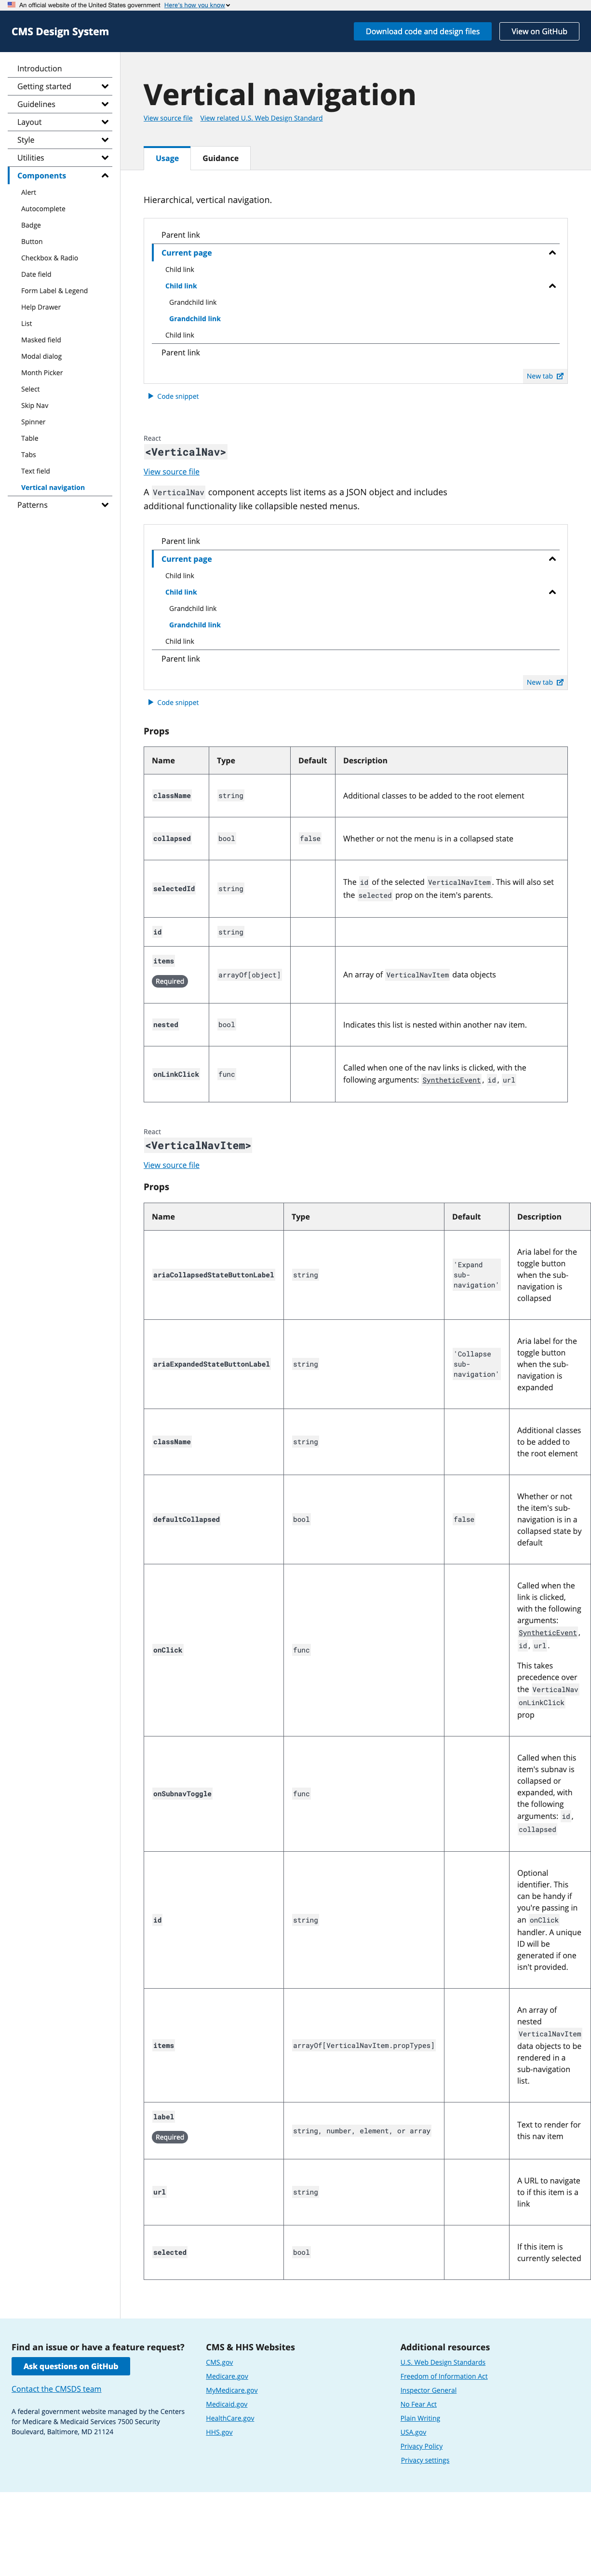 An official website of the United States government Here's how you know
CMS Design System
Download code and design files
View on GitHub
Introduction
Getting started
Guidelines
Layout
Style
Utilities
Components
Alert
Autocomplete
Badge
Button
Checkbox & Radio
Date field
Form Label & Legend
Help Drawer
List
Masked field
Modal dialog
Month Picker
Select
Skip Nav
Spinner
Table
Tabs
Text field
Vertical navigation
Patterns
Vertical navigation
View source file View related U.S. Web Design Standard
Usage Guidance
Hierarchical, vertical navigation.
Parent link
Current page
Child link
Child link
Grandchild link
Grandchild link
Child link
Parent link
New tab
Code snippet
React
<VerticalNav>
View source file
A VerticalNav component accepts list items as a JSON object and includes
additional functionality like collapsible nested menus.
Parent link
Current page
Child link
Child link
Grandchild link
Grandchild link
Child link
Parent link
New tab
Code snippet
Props
Name Type Default Description
className string Additional classes to be added to the root element
collapsed bool false Whether or not the menu is in a collapsed state
selectedId string The id of the selected VerticalNavItem. This will also set
the selected prop on the item's parents.
id string
items
Required
arrayOf[object] An array of VerticalNavItem data objects
nested bool Indicates this list is nested within another nav item.
onLinkClick func Called when one of the nav links is clicked, with the
following arguments: SyntheticEvent, id, url
React
<VerticalNavItem>
View source file
Props
Name Type Default Description
ariaCollapsedStateButtonLabel string
'Expand
sub-
navigation'
Aria label for the
toggle button
when the sub-
navigation is
collapsed
ariaExpandedStateButtonLabel string
'Collapse
sub-
navigation'
Aria label for the
toggle button
when the sub-
navigation is
expanded
className string
Additional classes
to be added to
the root element
defaultCollapsed bool false
Whether or not
the item's sub-
navigation is in a
collapsed state by
default
onClick func
Called when the
link is clicked,
with the following
arguments:
SyntheticEvent,
id, url.
This takes
precedence over
the VerticalNav
onLinkClick
prop
onSubnavToggle func
Called when this
item's subnav is
collapsed or
expanded, with
the following
arguments: id,
collapsed
id string
Optional
identifier. This
can be handy if
you're passing in
an onClick
handler. A unique
ID will be
generated if one
isn't provided.
items arrayOf[VerticalNavItem.propTypes]
An array of
nested
VerticalNavItem
data objects to be
rendered in a
sub-navigation
list.
label
Required
string, number, element, or array
Text to render for
this nav item
url string
A URL to navigate
to if this item is a
link
selected bool
If this item is
currently selected
Find an issue or have a feature request?
Ask questions on GitHub
Contact the CMSDS team
A federal government website managed by the Centers
for Medicare & Medicaid Services 7500 Security
Boulevard, Baltimore, MD 21124
CMS & HHS Websites
CMS.gov
Medicare.gov
MyMedicare.gov
Medicaid.gov
HealthCare.gov
HHS.gov
Additional resources
U.S. Web Design Standards
Freedom of Information Act
Inspector General
No Fear Act
Plain Writing
USA.gov
Privacy Policy
Privacy settings